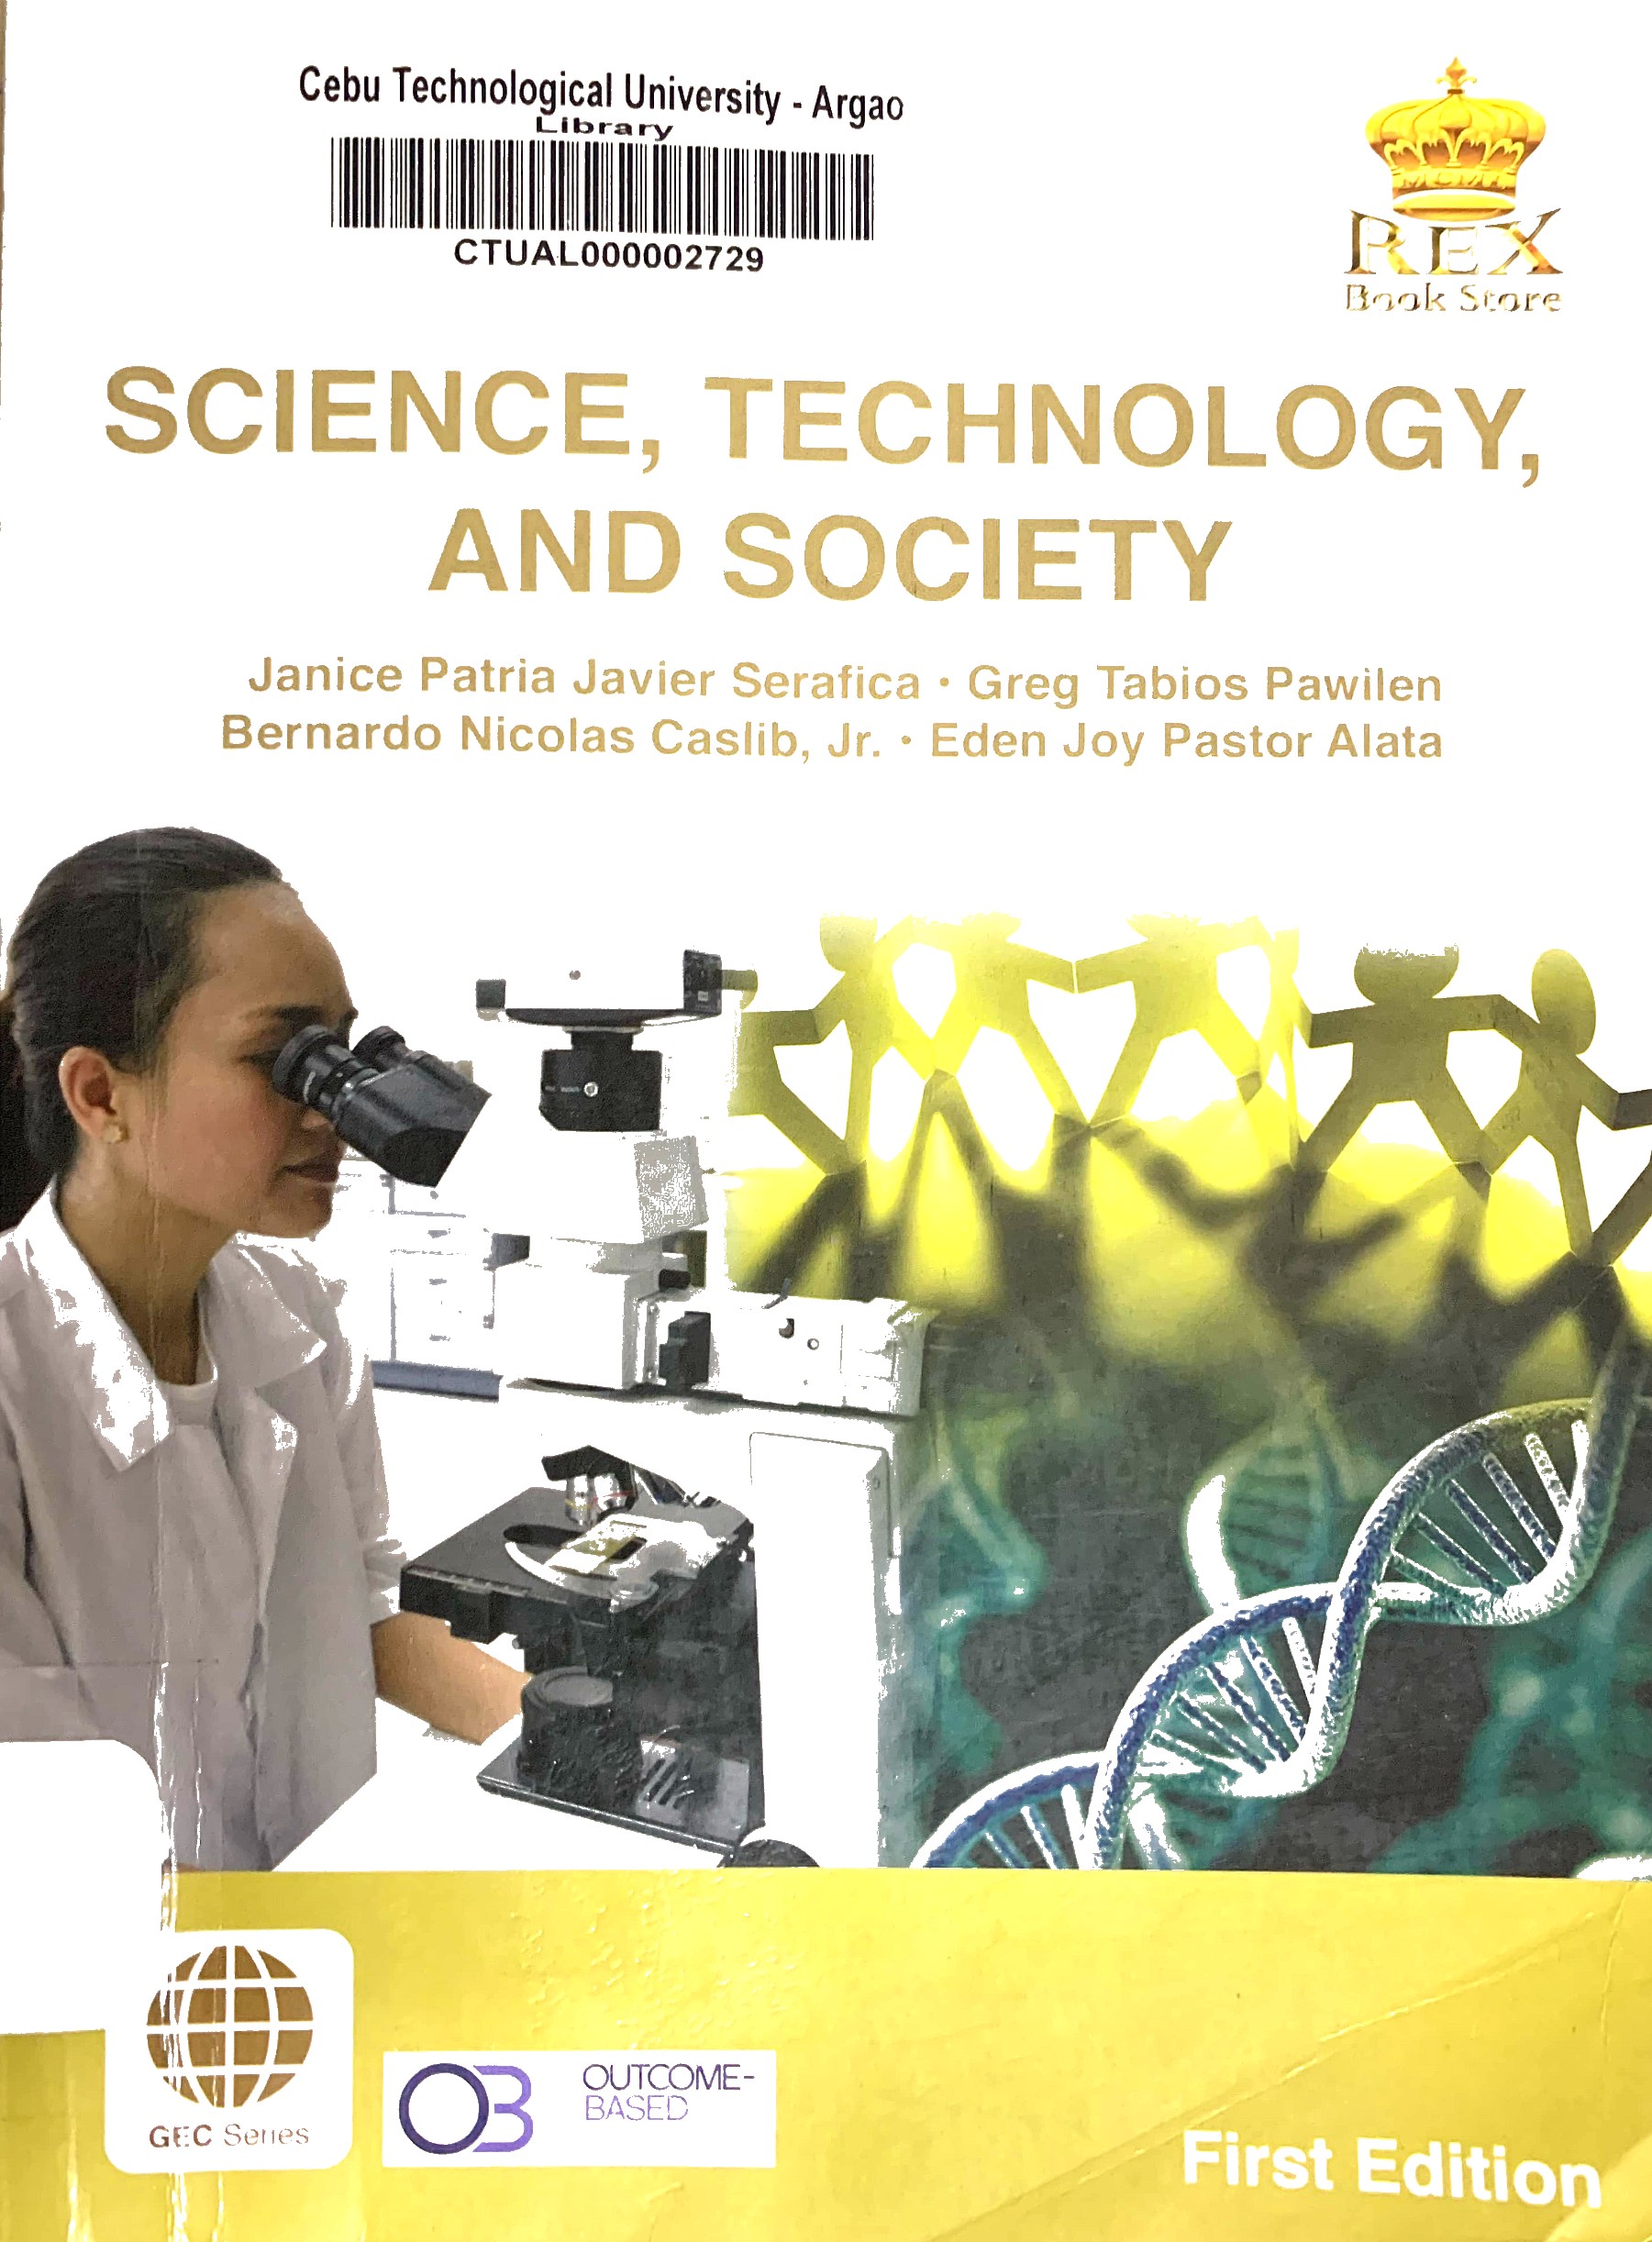 Cebu Technological University - Argao
Library
CTUAL000002729
REX
Book Store
SCIENCE, TECHNOLOGY,
AND SOCIETY
Janice Patria Javier Serafica • Greg Tabios Pawilen
Bernardo Nicolas Caslib, Jr. • Eden Joy Pastor Alata
GEC Series
OB OUTCOME-
BASED
First Edition